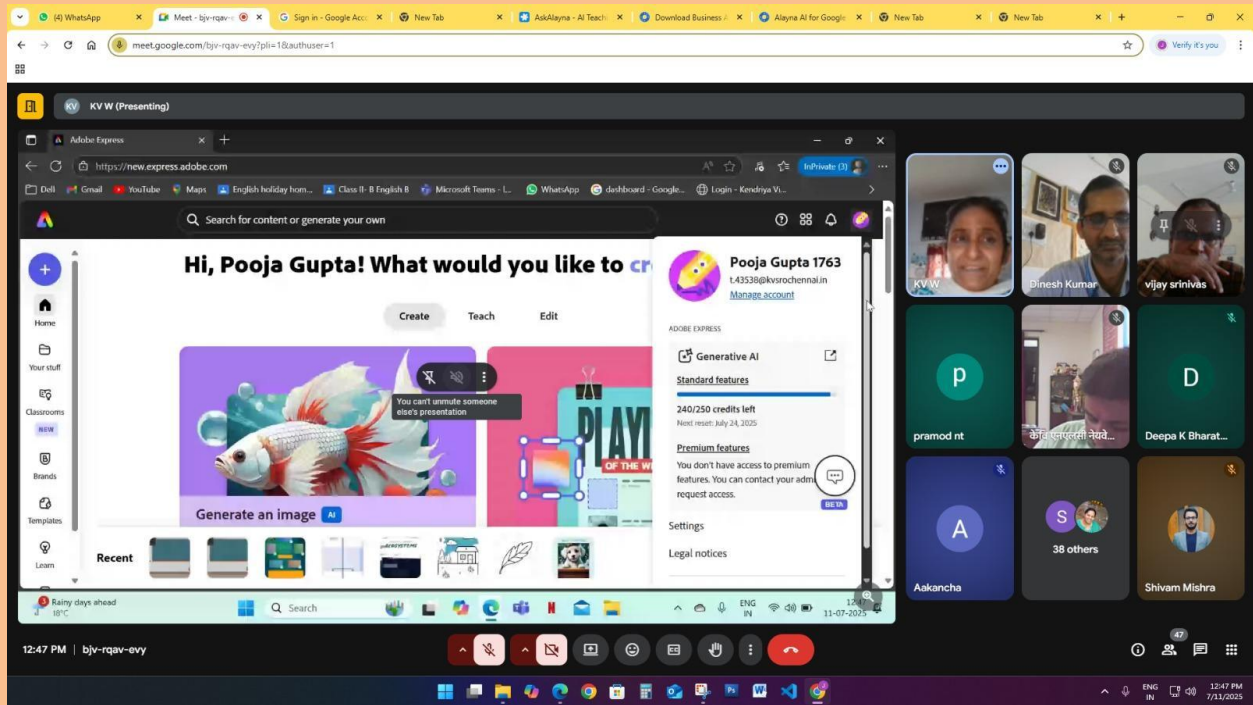 (4) WhatsApp
Meet - bjv-rqav-e
Sign in - Google Acc
New Tab
AskAlayna - AI Teach
Download Business A
Alayna AI for Google
New Tab
New Tab
meet.google.com/bjv-rqav-evy?pli=1&authuser=1
Verify it's you
KV
KV W (Presenting)
Adobe Express
https://new.express.adobe.com
InPrivate (3)
Dell
Gmail
YouTube
Maps
English holiday hom...
Class II- B English B
Microsoft Teams - L...
WhatsApp
dashboard - Google...
Login - Kendriya Vi...
Search for content or generate your own
Home
Your stuff
Classrooms
NEW
Brands
Templates
Learn
Hi, Pooja Gupta! What would you like to cr
Create
Teach
Edit
You can't unmute someone
else's presentation
PLAYL
OF THE WE
Generate an image AI
Recent
Pooja Gupta 1763
t.43538@kvsrochennai.in
Manage account
ADOBE EXPRESS
Generative AI
Standard features
240/250 credits left
Next reset: July 24, 2025
Premium features
You don't have access to premium
features. You can contact your adm
request access.
BETA
Settings
Legal notices
Rainy days ahead
18°C
Search
ENG
IN
12:47
11-07-2025
KV W
Dinesh Kumar
vijay srinivas
p
pramod nt
D
Deepa K Bharat...
A
Aakancha
S
38 others
Shivam Mishra
12:47 PM | bjv-rqav-evy
47
ENG
IN
12:47 PM
7/11/2025